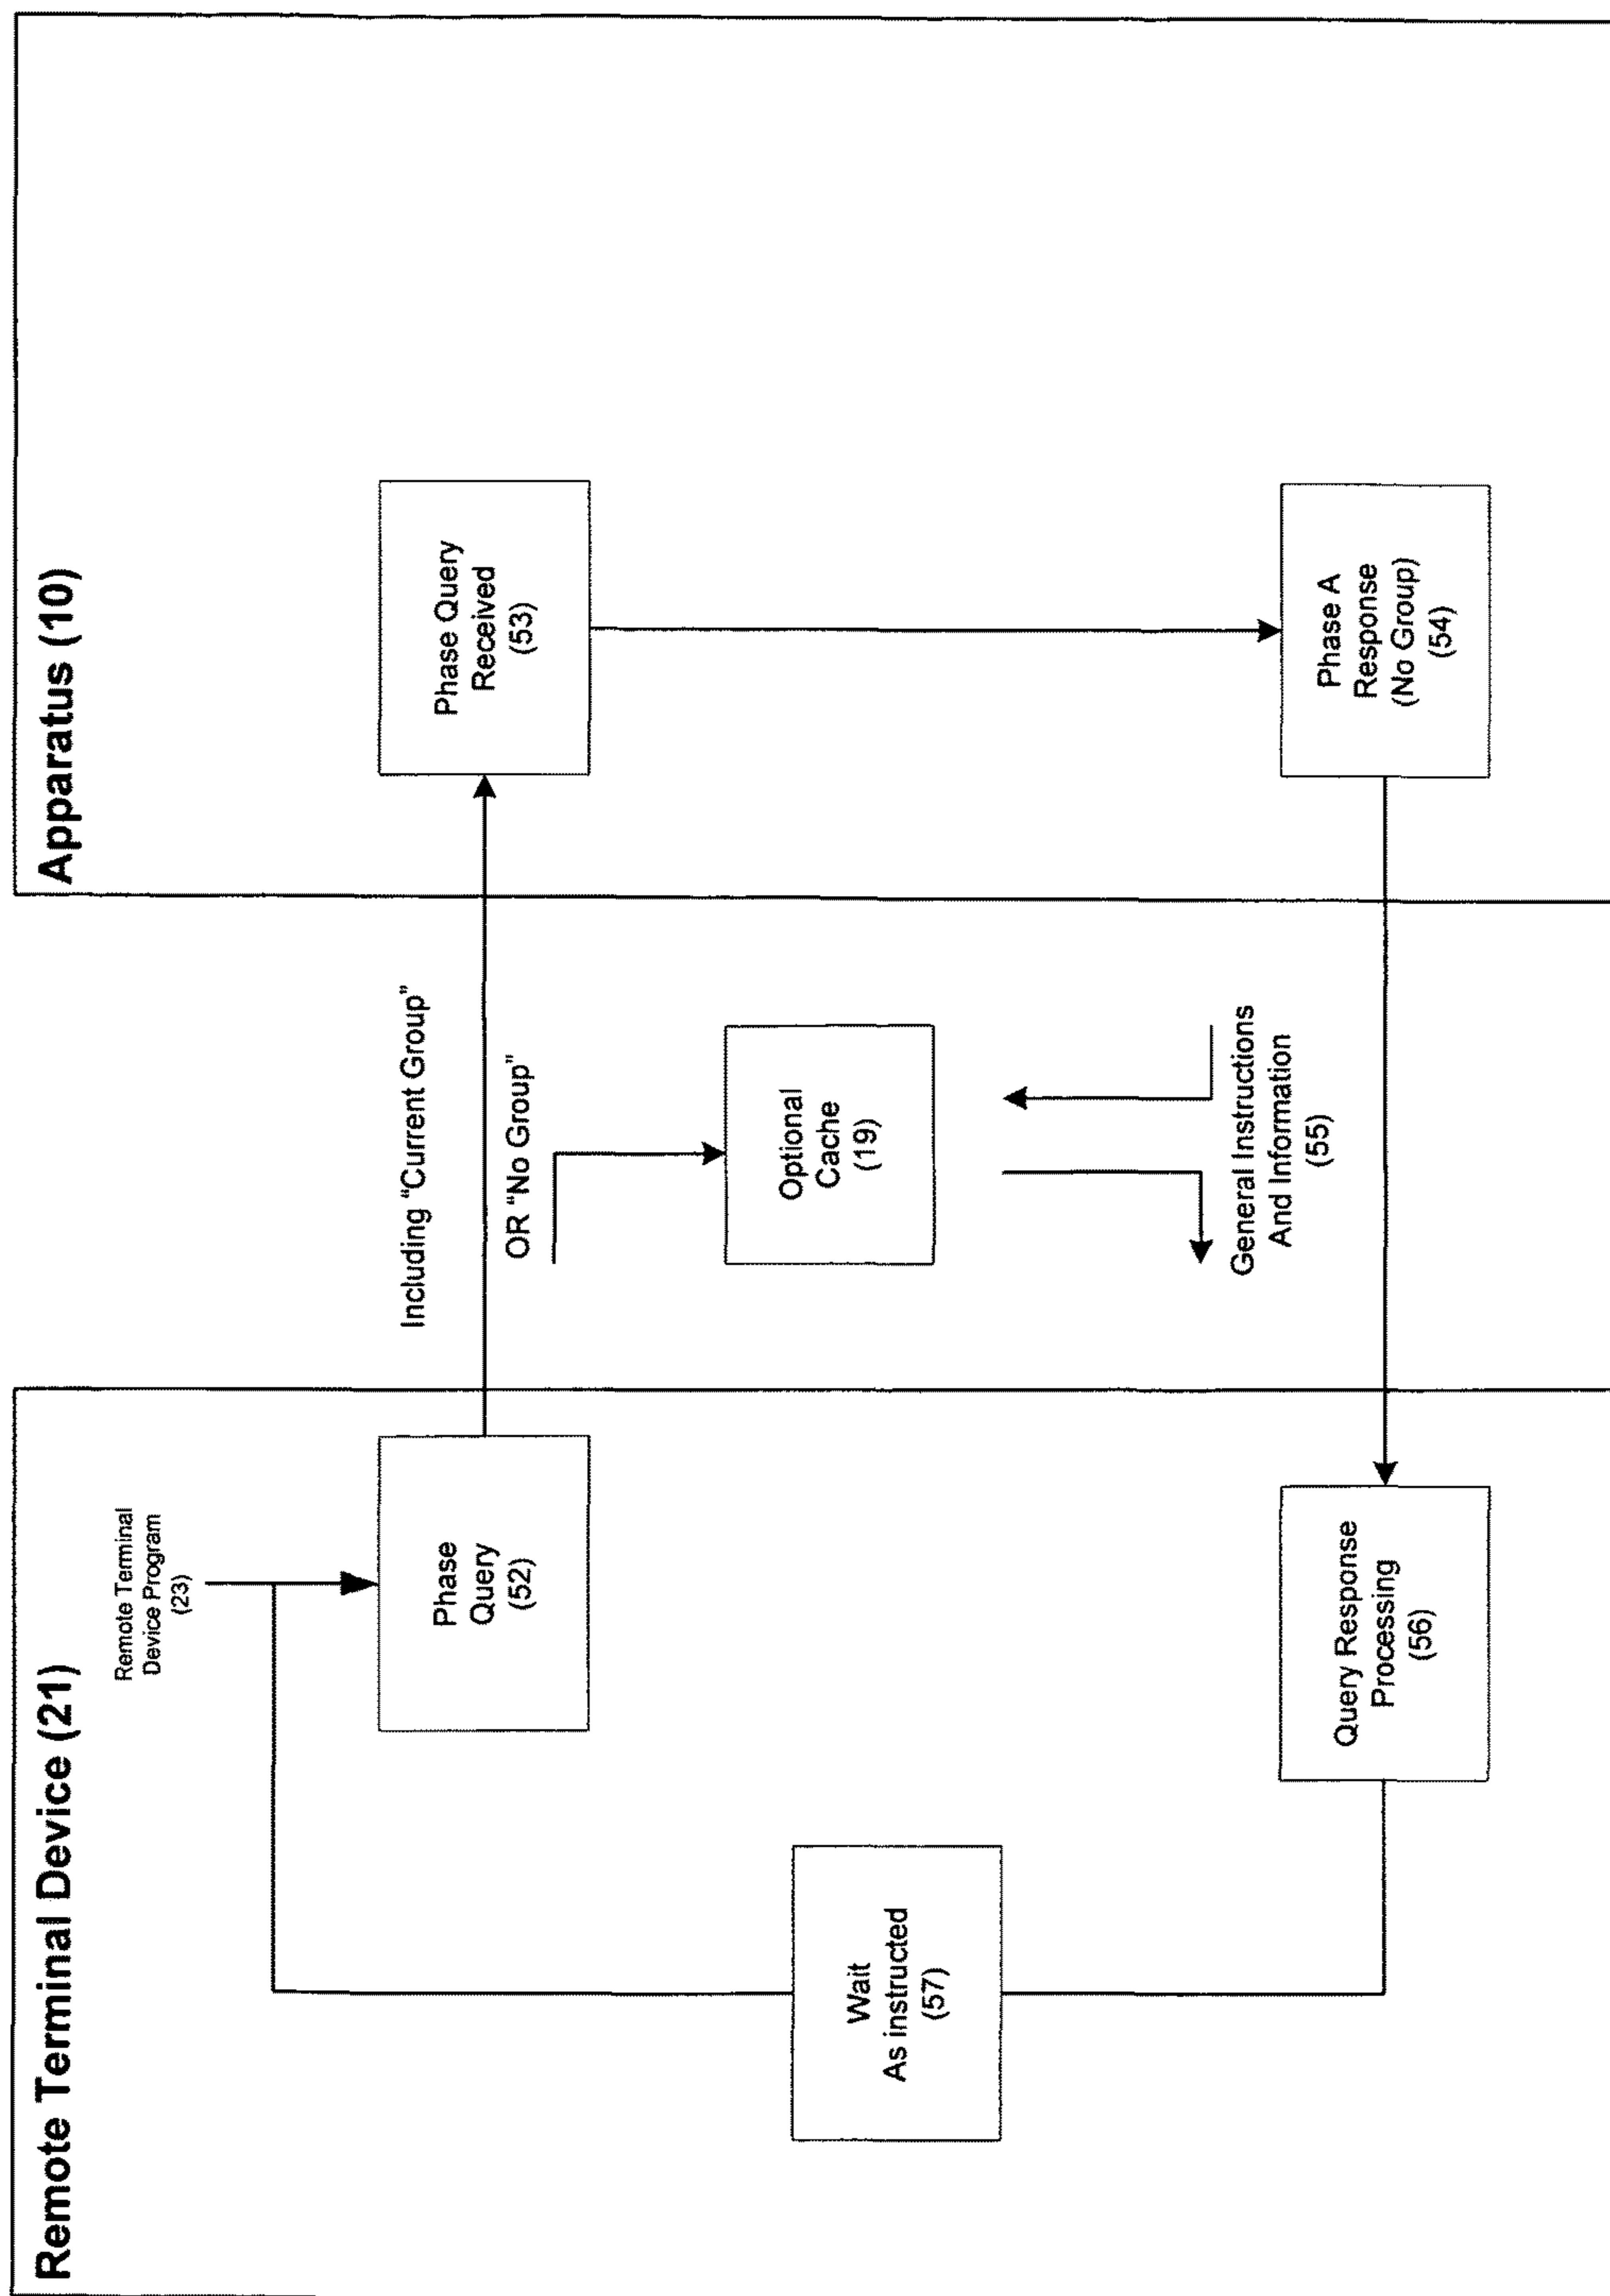 Remote Terminal Device (21)
Apparatus (10)
Remote Terminal
Device Program
(23)
Phase
Query
(52)
Including “Current Group”
OR “No Group”
Phase Query
Received
(53)
Optional
Cache
(19)
Wait
As instructed
(57)
General Instructions
And Information
(55)
Query Response
Processing
(56)
Phase A
Response
(No Group)
(54)